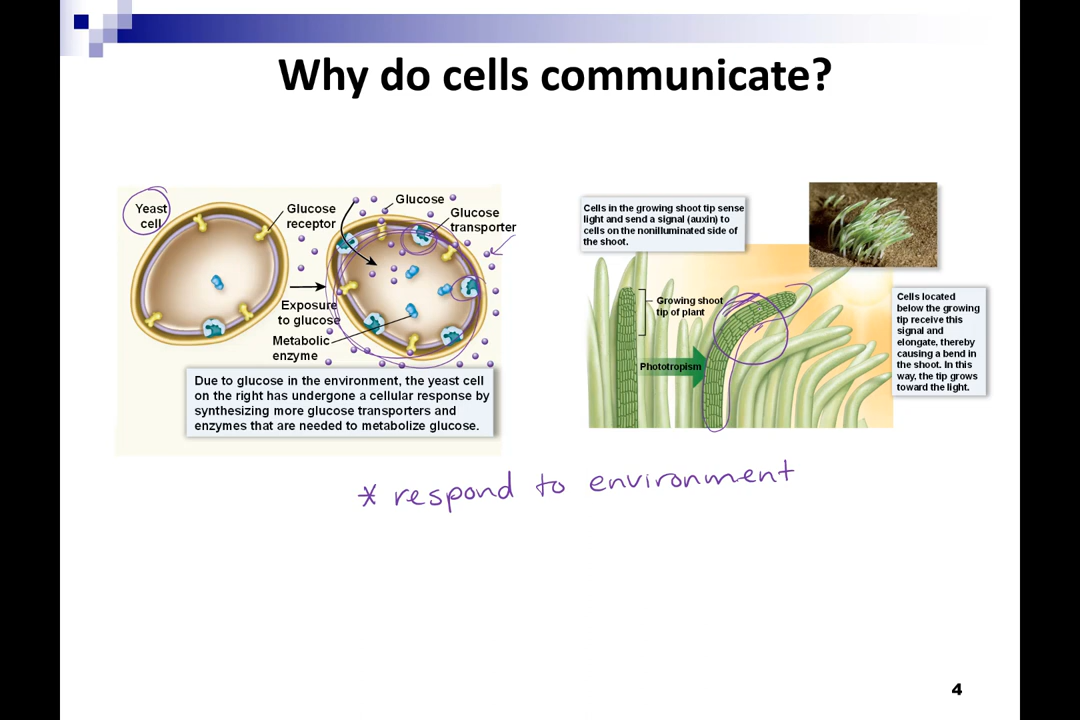 Why do cells communicate?
Yeast
cell
Glucose
receptor
Glucose
Glucose
transporter
Exposure
to glucose
Metabolic
enzyme
Due to glucose in the environment, the yeast cell
on the right has undergone a cellular response by
synthesizing more glucose transporters and
enzymes that are needed to metabolize glucose.
Cells in the growing shoot tip sense
light and send a signal (auxin) to
cells on the nonilluminated side of
the shoot.
Growing shoot
tip of plant
Phototropism
Cells located
below the growing
tip receive this
signal and
elongate, thereby
causing a bend in
the shoot. In this
way, the tip grows
toward the light.
* respond to environment
4